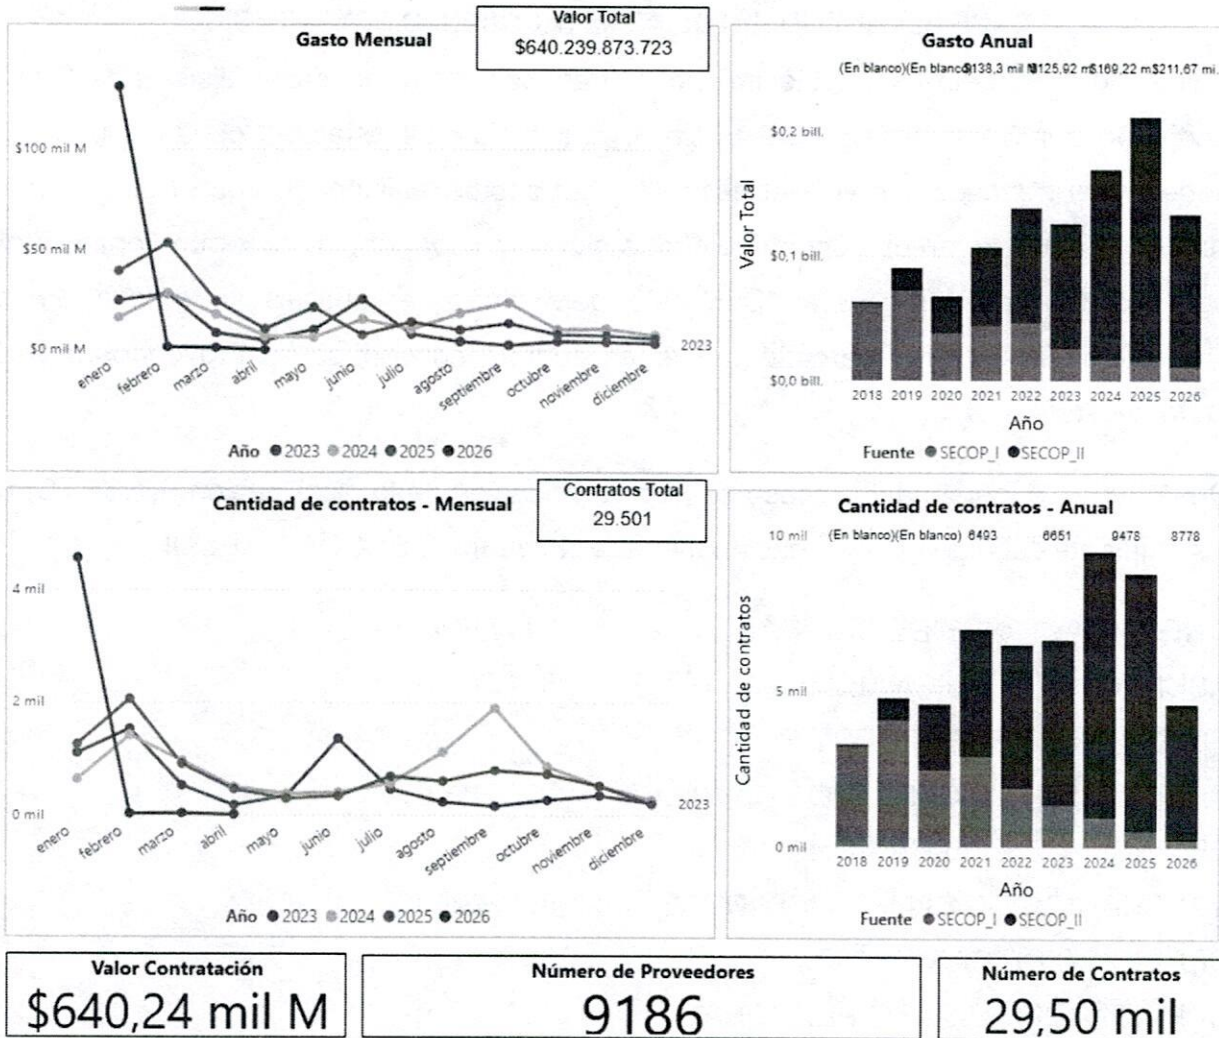 Valor Total
$640.239.873.723
Gasto Mensual
$100 mil M
$50 mil M
$0 mil M
2023
enero
febrero
marzo
abril
mayo
junio
julio
agosto
septiembre
octubre
noviembre
diciembre
Año 2023 2024 2025 2026
Gasto Anual
(En blanco)(En blanco)$138,3 mil M$125,92 m$169,22 m$211,67 mi.
$0,2 bill.
$0,1 bill.
$0,0 bill.
Valor Total
2018 2019 2020 2021 2022 2023 2024 2025 2026
Año
Fuente SECOP_I SECOP_II
Cantidad de contratos - Mensual
Contratos Total
29.501
4 mil
2 mil
0 mil
2023
enero
febrero
marzo
abril
mayo
junio
julio
agosto
septiembre
octubre
noviembre
diciembre
Año 2023 2024 2025 2026
Cantidad de contratos - Anual
10 mil
(En blanco)(En blanco) 6493 6651 9478 8778
5 mil
0 mil
Cantidad de contratos
2018 2019 2020 2021 2022 2023 2024 2025 2026
Año
Fuente SECOP_I SECOP_II
Valor Contratación
$640,24 mil M
Número de Proveedores
9186
Número de Contratos
29,50 mil